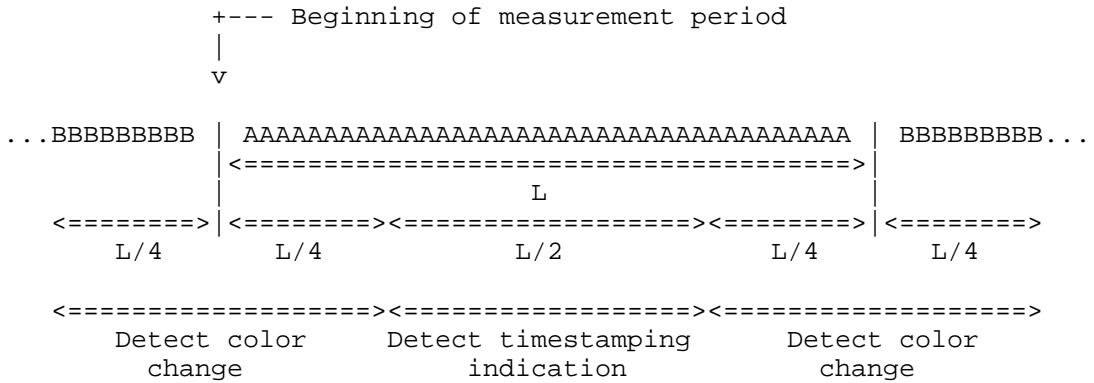 +--- Beginning of measurement period
|
v
...BBBBBBBBB | AAAAAAAAAAAAAAAAAAAAAAAAAAAAAAAAAAAAAA | BBBBBBBBB...
|<======================================>|
| L |
<========>|<========><==================><========>|<========>
L/4 L/4 L/2 L/4 L/4
<===================><==================><===================>
Detect color Detect timestamping Detect color
change indication change